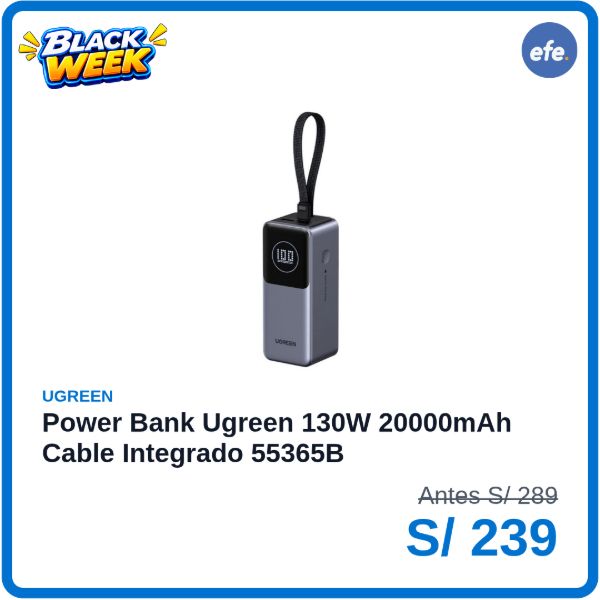 BLACK
WEEK
efe.
100
UGREEN
UGREEN
Power Bank Ugreen 130W 20000mAh
Cable Integrado 55365B
Antes S/ 289
S/ 239